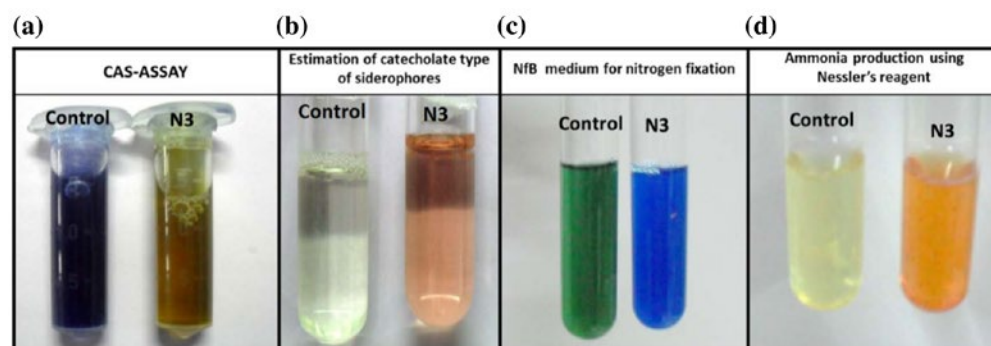 (a)
(b)
(c)
(d)
CAS-ASSAY
Estimation of catecholate type
of siderophores
NfB medium for nitrogen fixation
Ammonia production using
Nessler's reagent
Control
N3
Control
N3
Control
N3
Control
N3